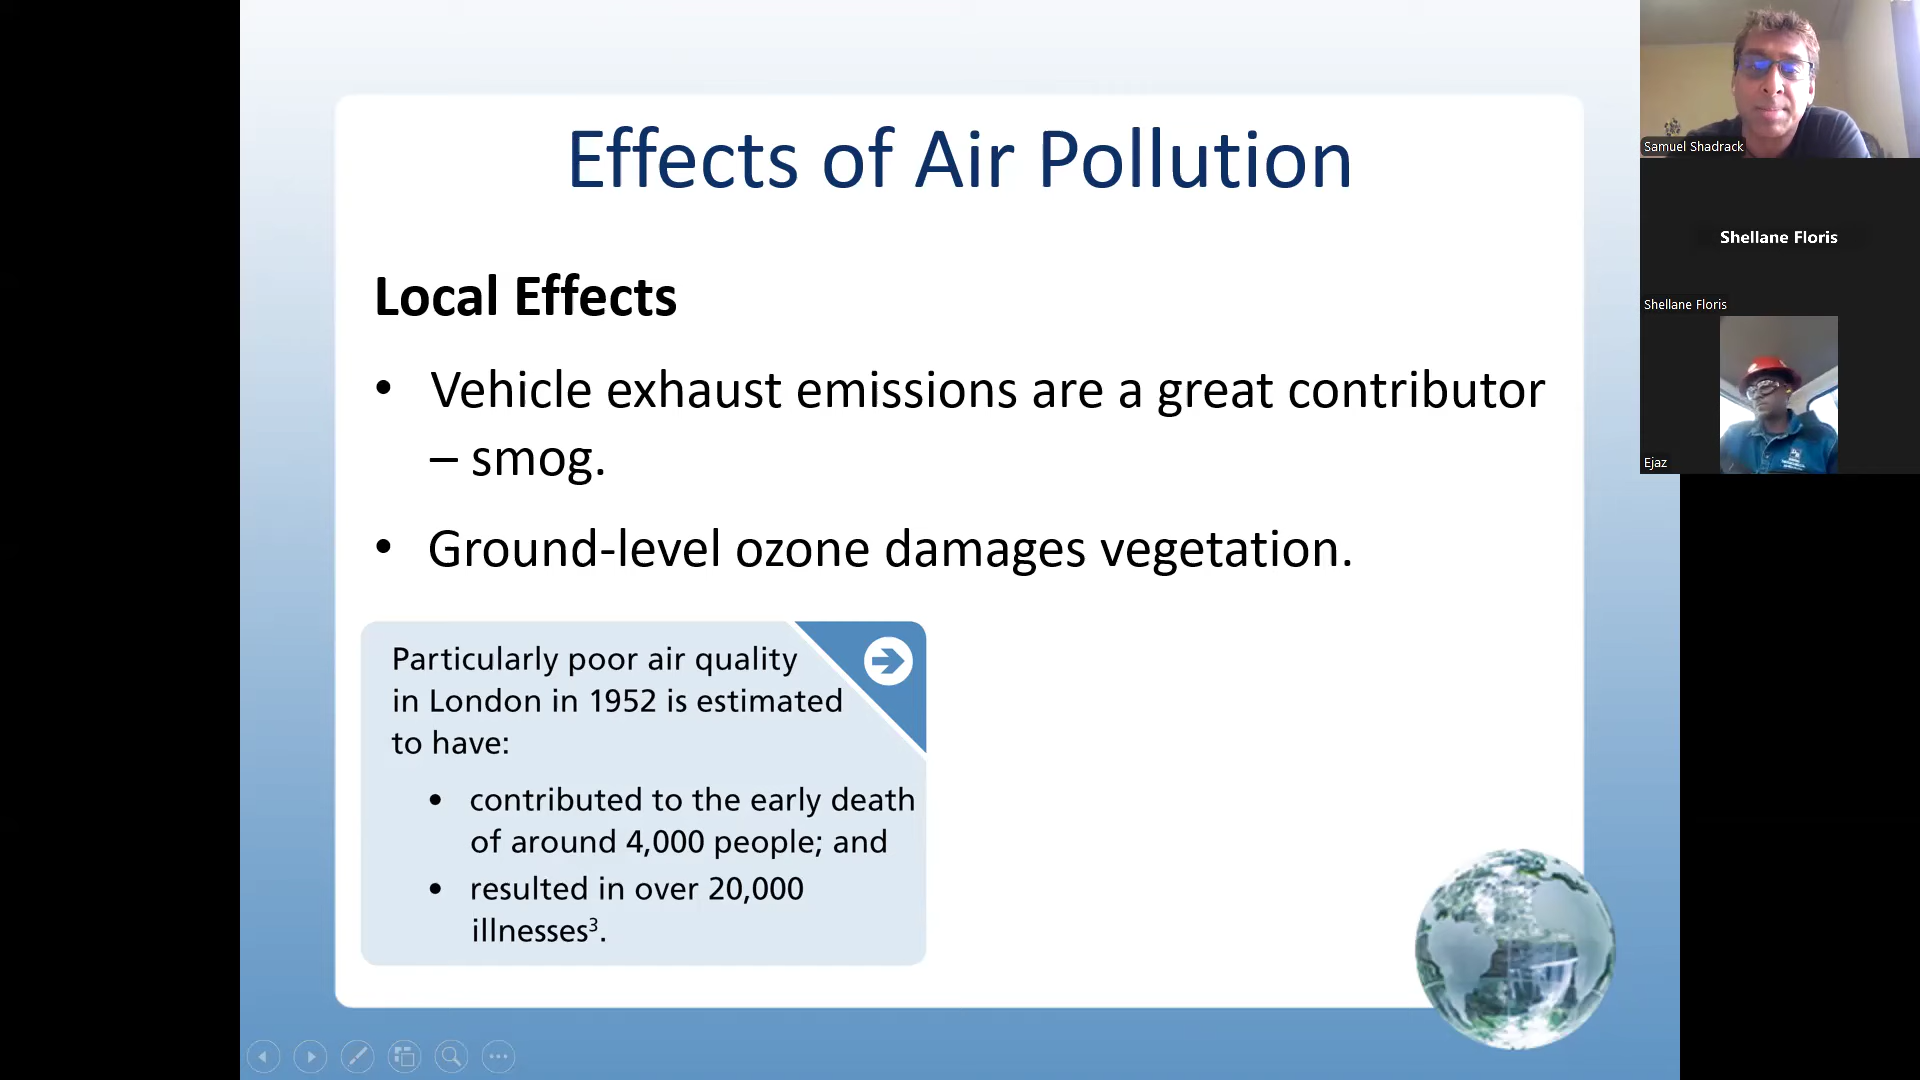 Effects of Air Pollution
Local Effects
• Vehicle exhaust emissions are a great contributor
– smog.
• Ground-level ozone damages vegetation.
Particularly poor air quality
in London in 1952 is estimated
to have:
• contributed to the early death
of around 4,000 people; and
• resulted in over 20,000
illnesses³.
Samuel Shadrack
Shellane Floris
Shellane Floris
Ejaz